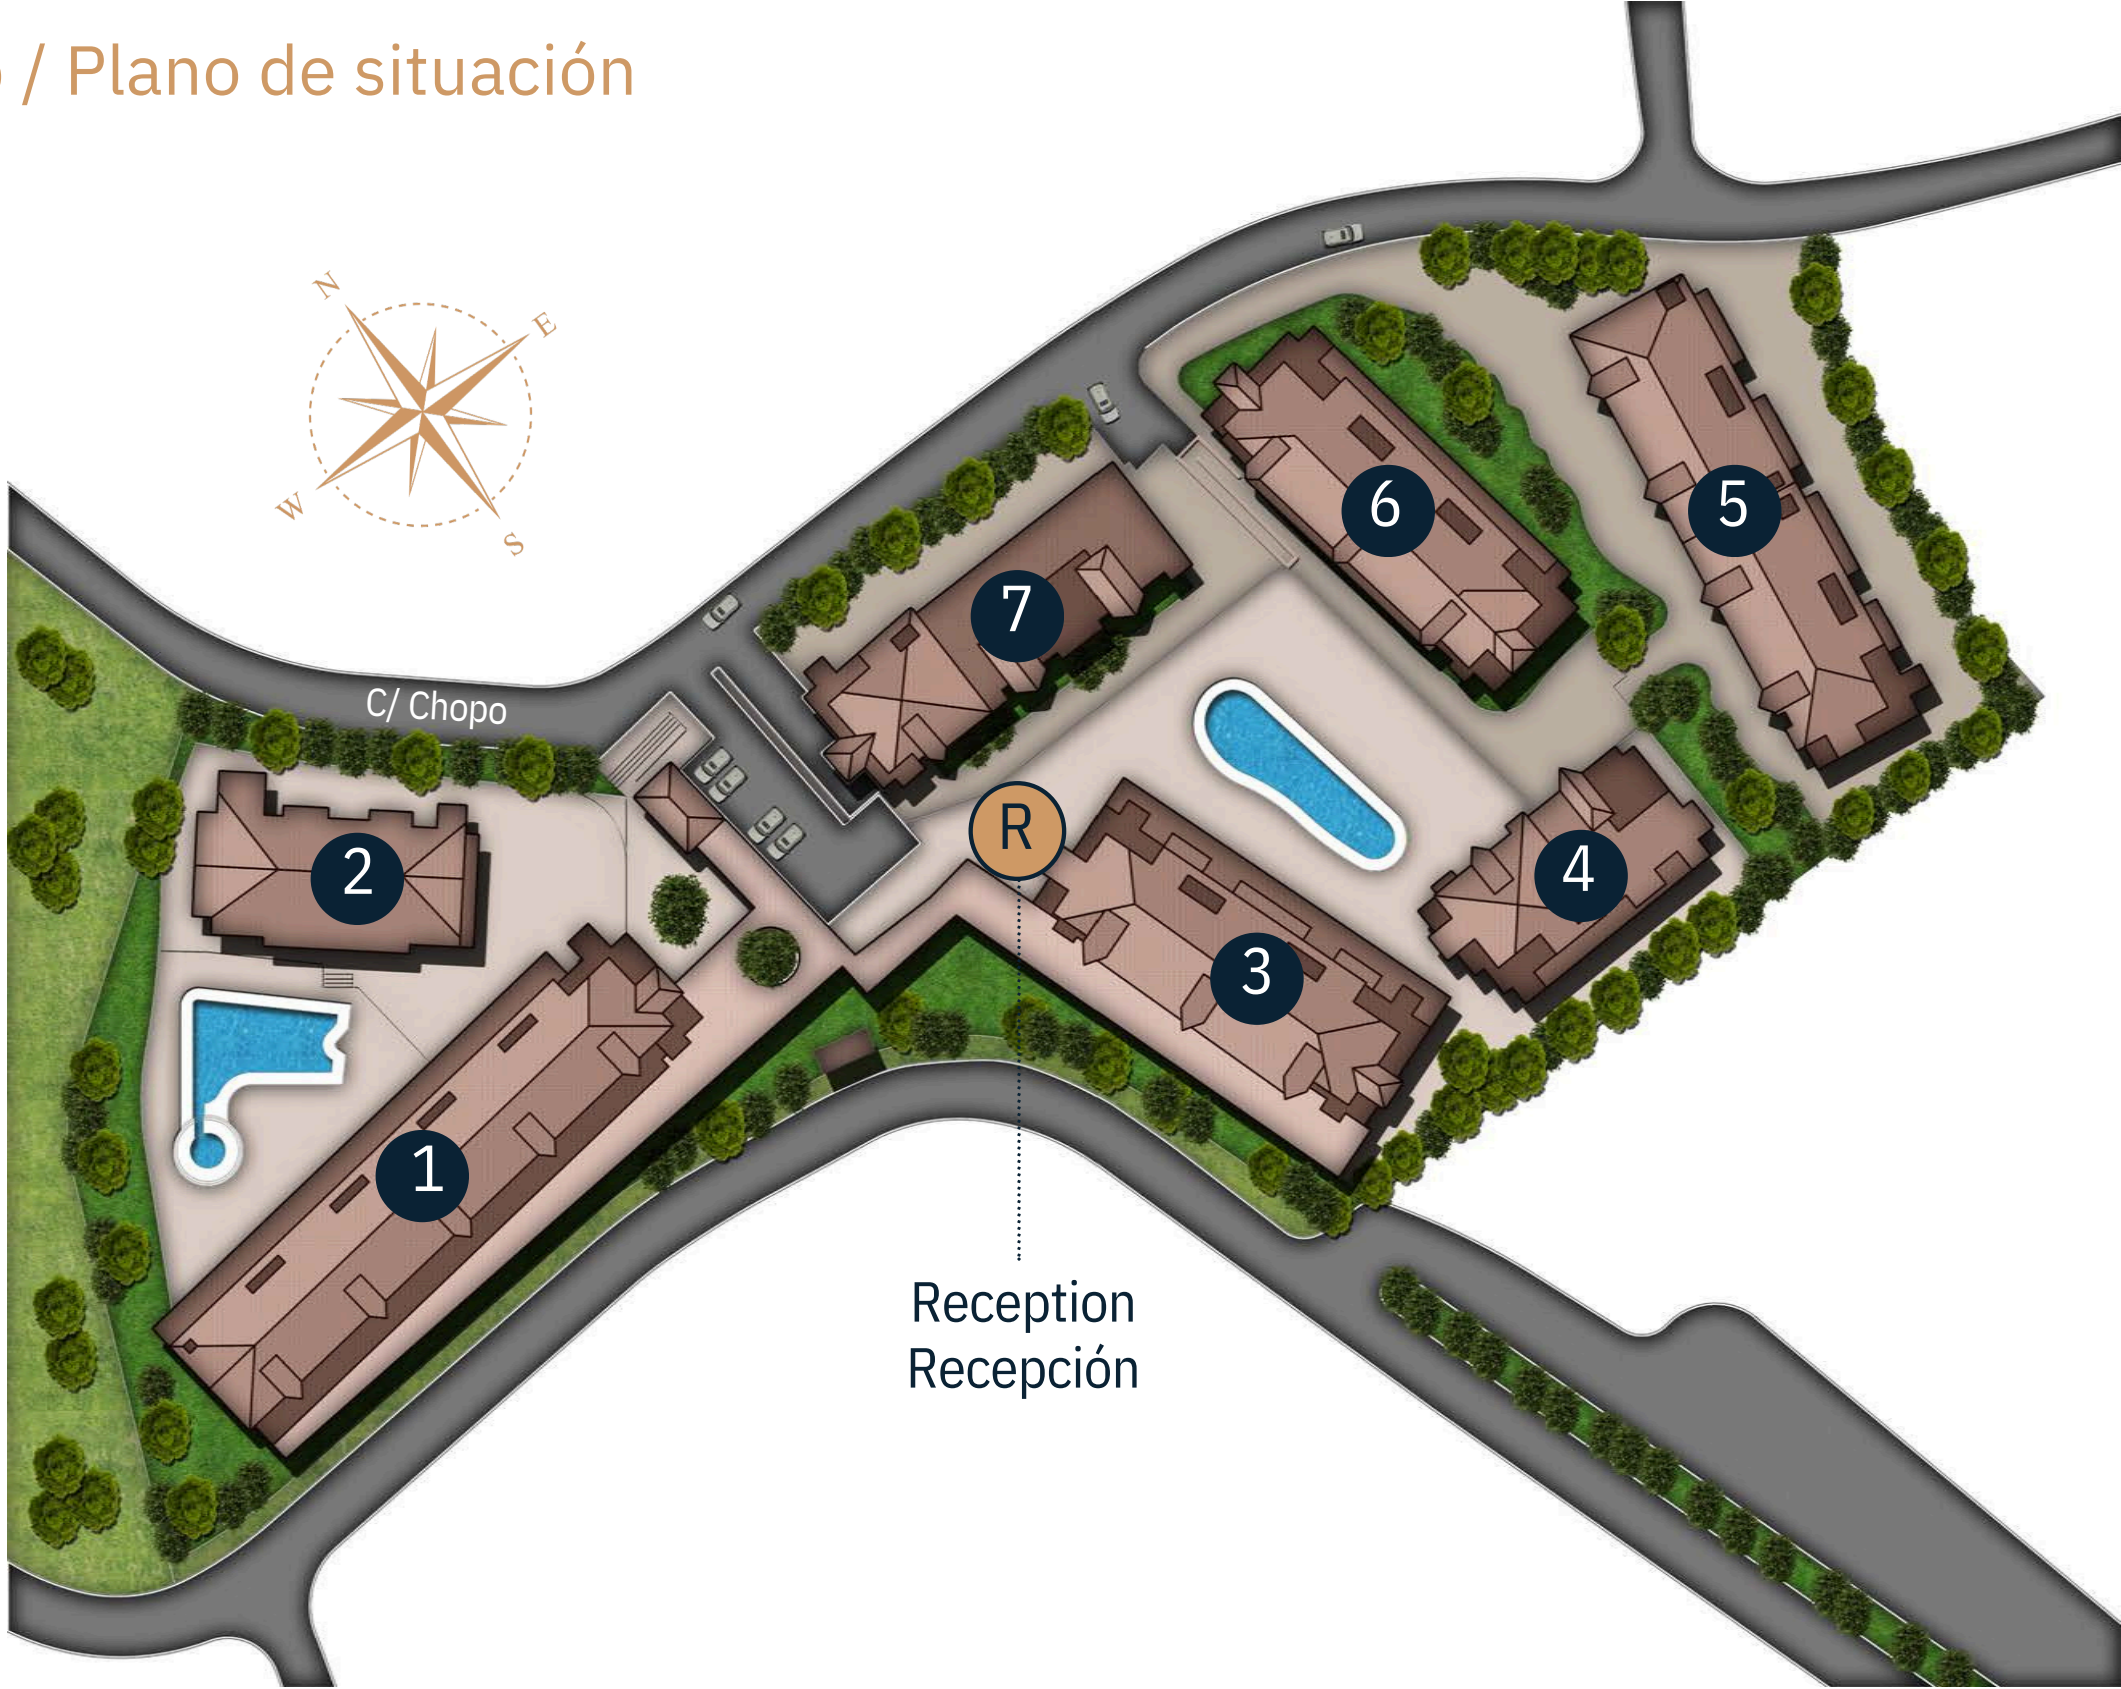 / Plano de situación
N
E
W
S
C/ Chopo
6
5
7
R
2
4
3
1
Reception
Recepción